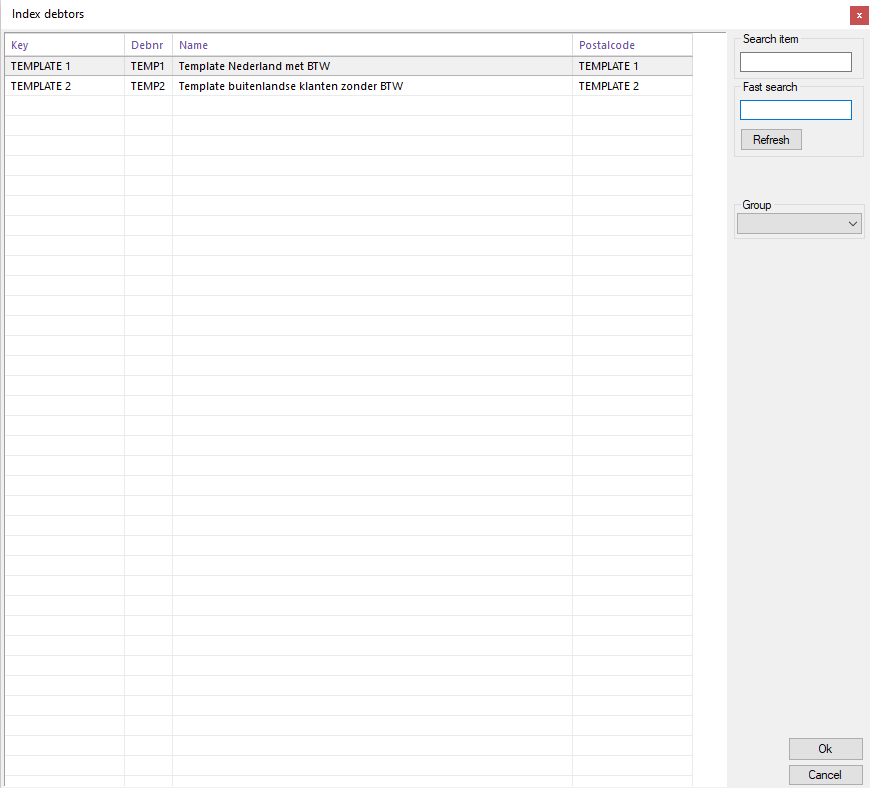 Index debtors
x
Key Debnr Name Postalcode
TEMPLATE 1 TEMP1 Template Nederland met BTW TEMPLATE 1
TEMPLATE 2 TEMP2 Template buitenlandse klanten zonder BTW TEMPLATE 2
Search item
Fast search
Refresh
Group
Ok
Cancel